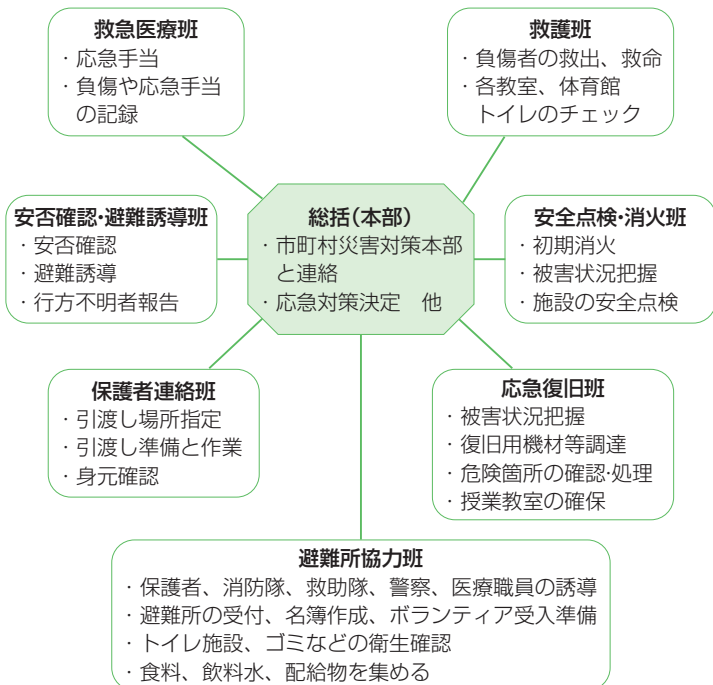 救急医療班
・応急手当
・負傷や応急手当
の記録
救護班
・負傷者の救出、救命
・各教室、体育館
トイレのチェック
安否確認・避難誘導班
・安否確認
・避難誘導
・行方不明者報告
総括（本部）
・市町村災害対策本部
と連絡
・応急対策決定　他
安全点検・消火班
・初期消火
・被害状況把握
・施設の安全点検
保護者連絡班
・引渡し場所指定
・引渡し準備と作業
・身元確認
応急復旧班
・被害状況把握
・復旧用機材等調達
・危険箇所の確認・処理
・授業教室の確保
避難所協力班
・保護者、消防隊、救助隊、警察、医療職員の誘導
・避難所の受付、名簿作成、ボランティア受入準備
・トイレ施設、ゴミなどの衛生確認
・食料、飲料水、配給物を集める